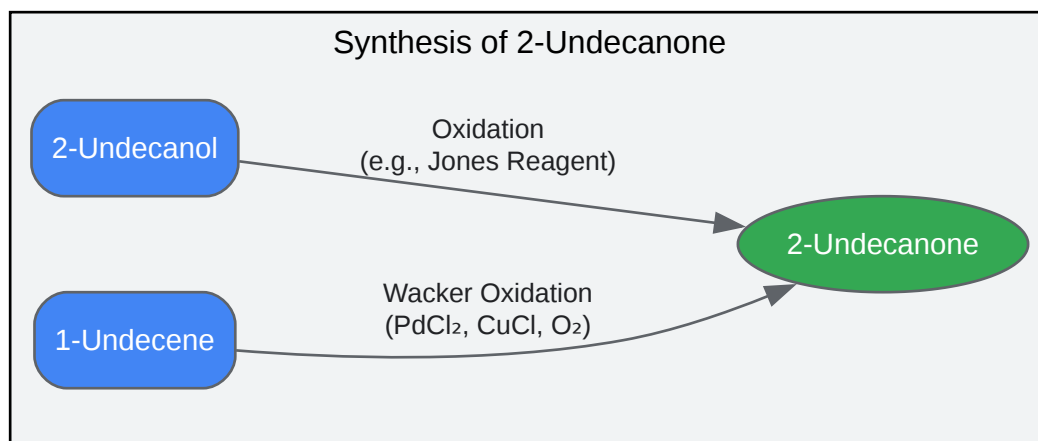 Synthesis of 2-Undecanone
2-Undecanol
Oxidation
(e.g., Jones Reagent)
2-Undecanone
Wacker Oxidation
(PdCl₂, CuCl, O₂)
1-Undecene